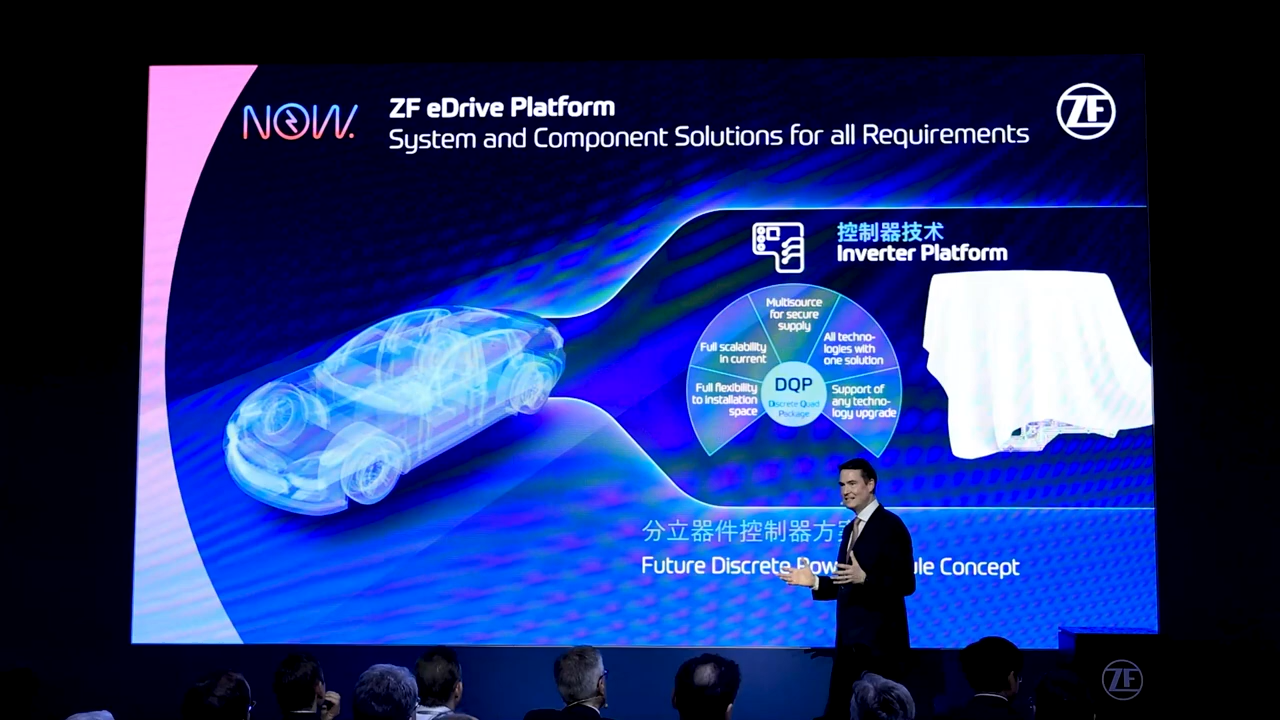 NOW.
ZF eDrive Platform
System and Component Solutions for all Requirements
ZF
控制器技术
Inverter Platform
Multisource
for secure
supply
Full scalability
in current
All techno-
logies with
one solution
Full flexibility
to installation
space
DQP
Discrete Quad
Package
Support of
any techno-
logy upgrade
分立器件控制器方
Future Discrete Concept
ZF